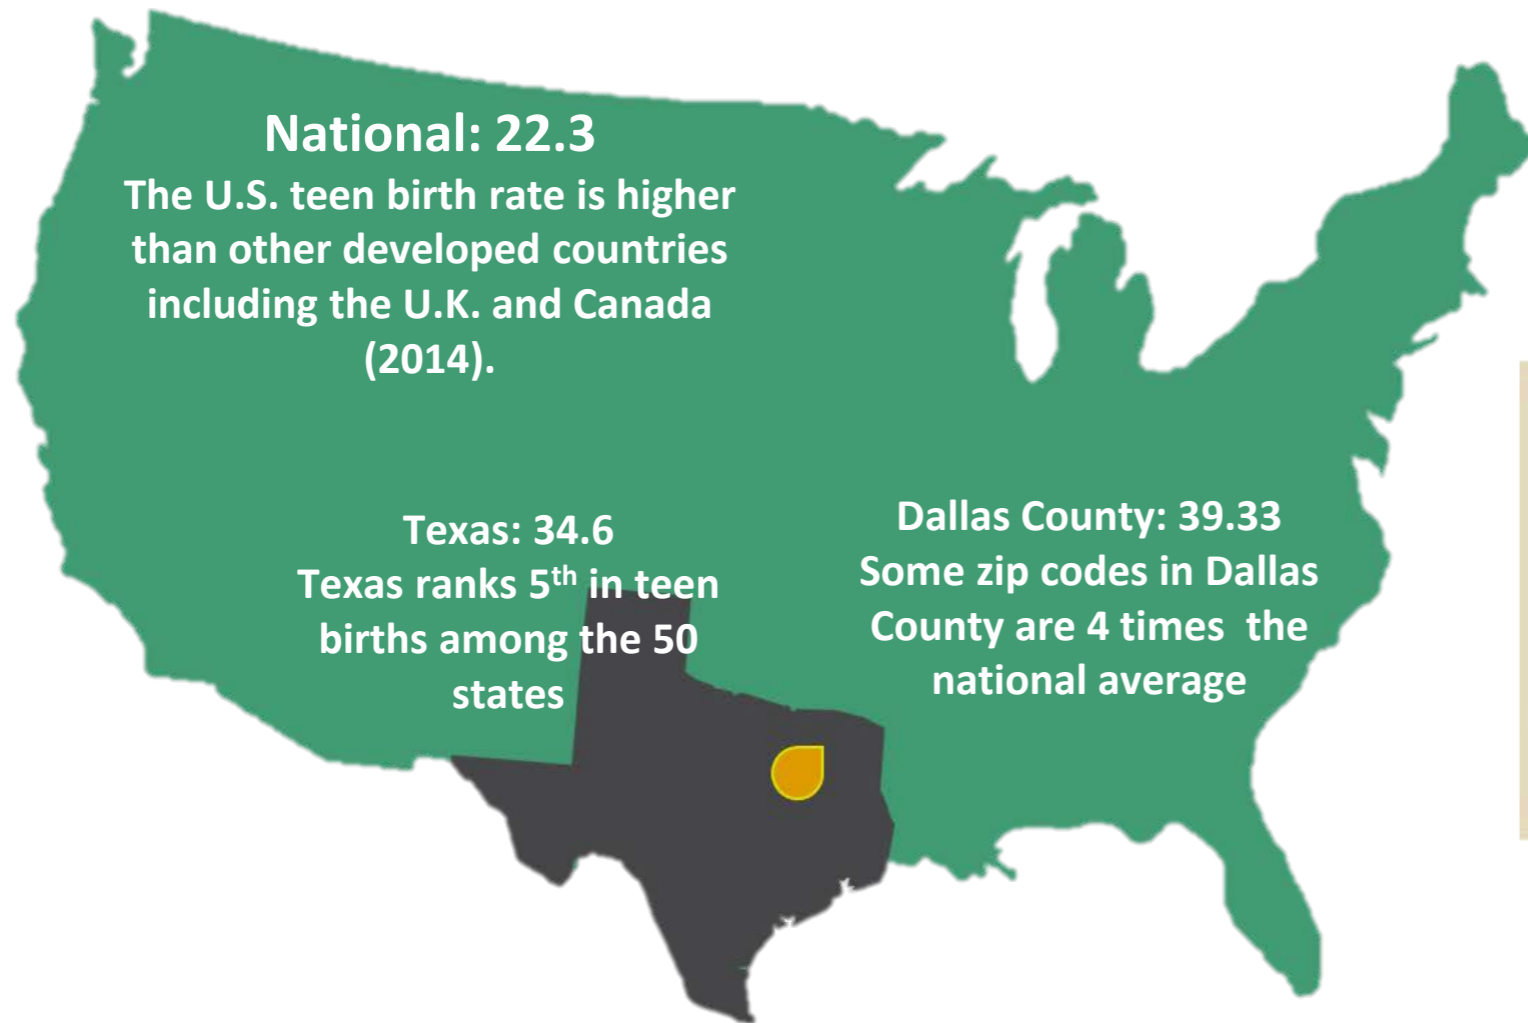 National: 22.3
The U.S. teen birth rate is higher
than other developed countries
including the U.K. and Canada
(2014).
Texas: 34.6
Texas ranks 5th in teen
births among the 50
states
Dallas County: 39.33
Some zip codes in Dallas
County are 4 times  the
national average